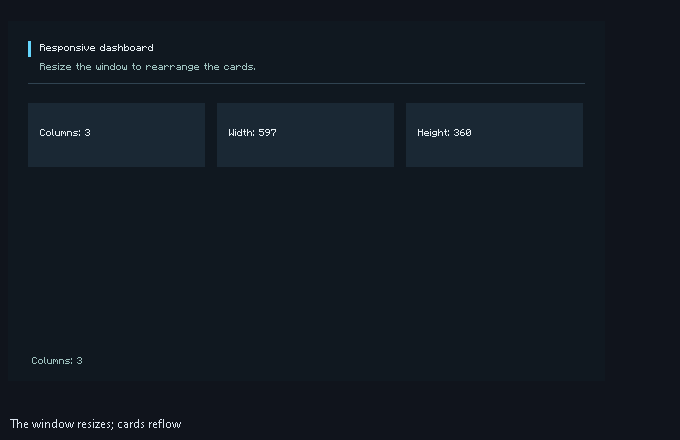 Responsive dashboard
Resize the window to rearrange the cards.
Columns: 3
Width: 597
Height: 360
Columns: 3
The window resizes; cards reflow